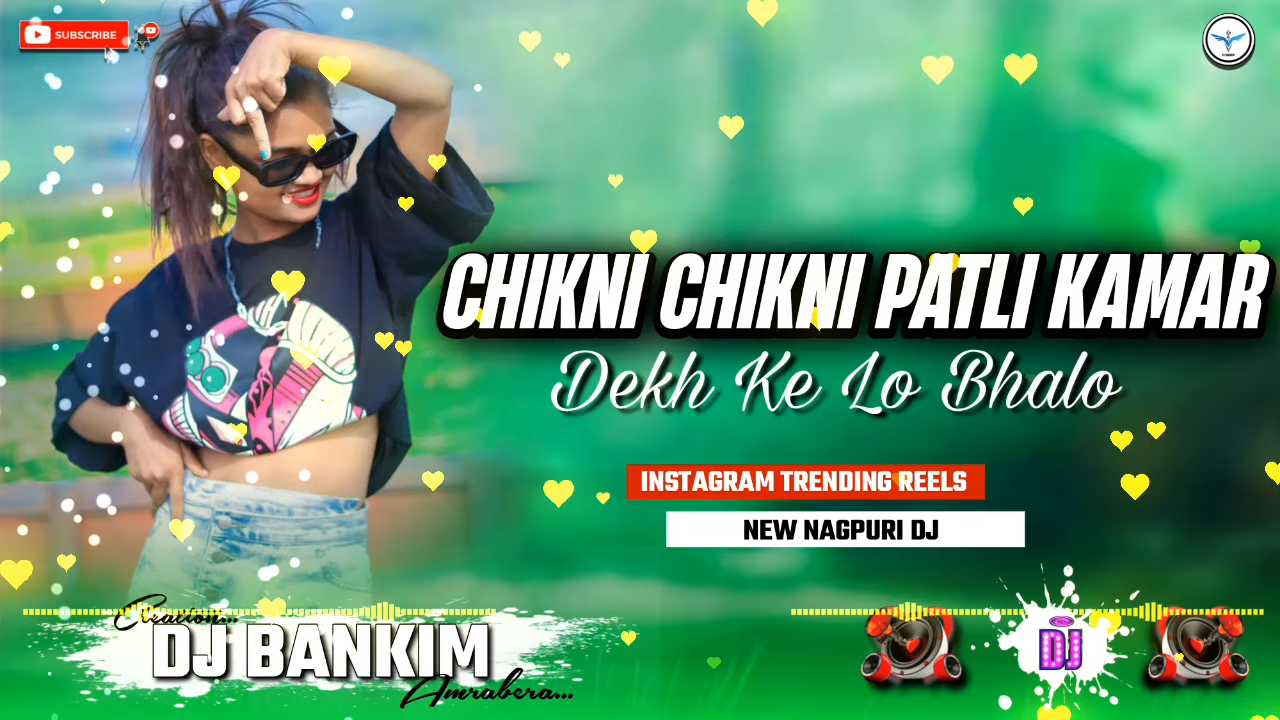 SUBSCRIBE
CHIKNI CHIKNI PATLI KAMAR
Dekh Ke Lo Bhalo
INSTAGRAM TRENDING REELS
NEW NAGPURI DJ
Creation...
DJ BANKIM
Amrabera...
DJ